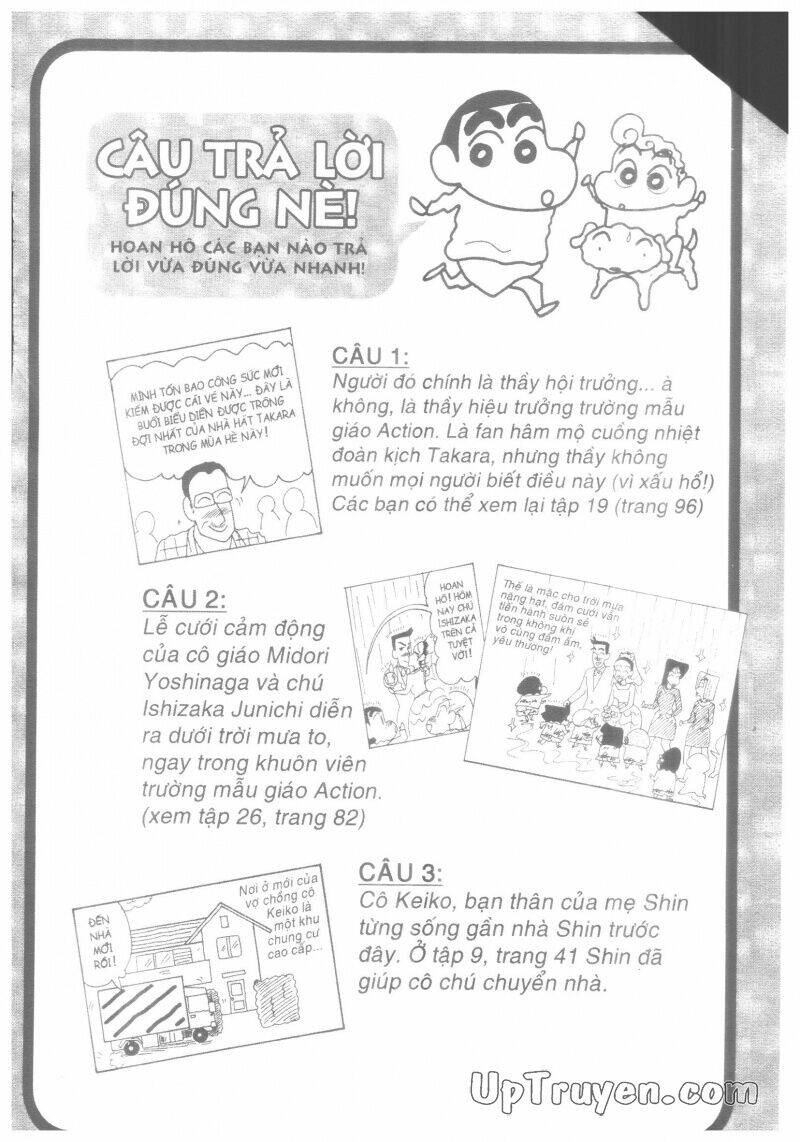 CÂU TRẢ LỜI
ĐÚNG NÈ!
HOAN HÔ CÁC BẠN NÀO TRẢ
LỜI VỪA ĐÚNG VỪA NHANH!
MÌNH TỐN BAO CÔNG SỨC MỚI
KIẾM ĐƯỢC CÁI VÉ NÀY... ĐÂY LÀ
BUỔI BIỂU DIỄN ĐƯỢC TRÔNG
ĐỢI NHẤT CỦA NHÀ HÁT TAKARA
TRONG MÙA HÈ NÀY!
CÂU 1:
Người đó chính là thầy hội trưởng... à
không, là thầy hiệu trưởng trường mẫu
giáo Action. Là fan hâm mộ cuồng nhiệt
đoàn kịch Takara, nhưng thầy không
muốn mọi người biết điều này (vì xấu hổ!)
Các bạn có thể xem lại tập 19 (trang 96)
CÂU 2:
Lễ cưới cảm động
của cô giáo Midori
Yoshinaga và chú
Ishizaka Junichi diễn
ra dưới trời mưa to,
ngay trong khuôn viên
trường mẫu giáo Action.
(xem tập 26, trang 82)
HOAN
HÔ! HÔM
NAY CHÚ
ISHIZAKA
TRÊN CẢ
TUYỆT
VỜI!
Thế là mặc cho trời mưa
nặng hạt, đám cưới vẫn
tiến hành suôn sẻ
trong không khí
vô cùng đầm ấm,
yêu thương!
CÂU 3:
Cô Keiko, bạn thân của mẹ Shin
từng sống gần nhà Shin trước
đây. Ở tập 9, trang 41 Shin đã
giúp cô chú chuyển nhà.
ĐẾN
NHÀ
MỚI
RỒI!
Nơi ở mới của
vợ chồng cô
Keiko là
một khu
chung cư
cao cấp...
UpTruyen.com